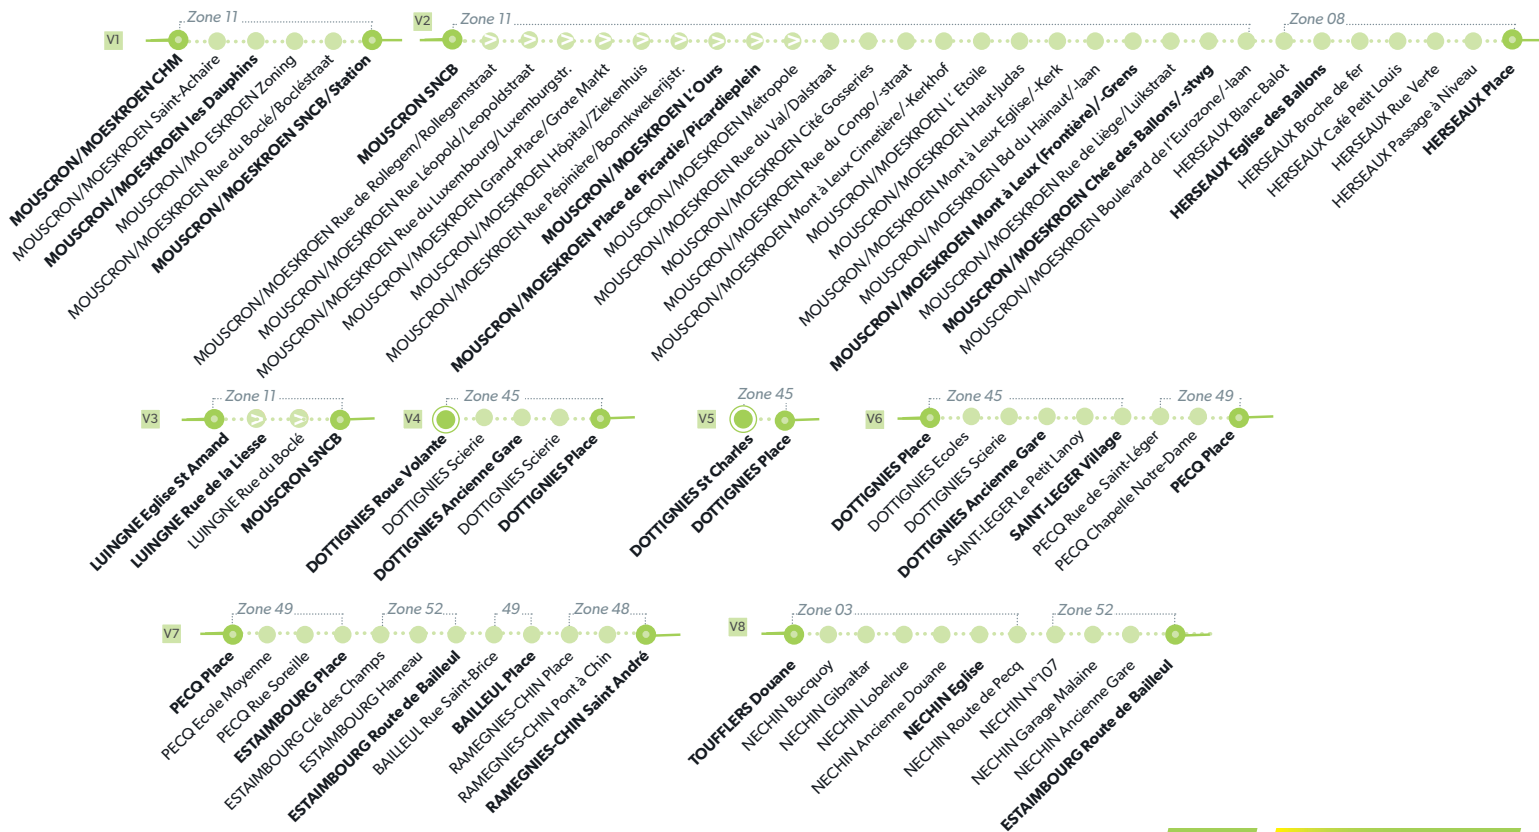 V1
Zone 11
MOUSCRON/MOESKROEN CHM
MOUSCRON/MOESKROEN Saint-Achaire
MOUSCRON/MOESKROEN les Dauphins
MOUSCRON/MO ESKROEN Zoning
MOUSCRON/MOESKROEN Rue du Boclé/Bocléstraat
MOUSCRON/MOESKROEN SNCB/Station
V2
Zone 11
Zone 08
MOUSCRON SNCB
MOUSCRON/MOESKROEN Rue de Rollegem/Rollegemstraat
MOUSCRON/MOESKROEN Rue Léopold/Leopoldstraat
MOUSCRON/MOESKROEN Rue du Luxembourg/Luxemburgstr.
MOUSCRON/MOESKROEN Grand-Place/Grote Markt
MOUSCRON/MOESKROEN Hôpital/Ziekenhuis
MOUSCRON/MOESKROEN Rue Pépinière/Boomkwekerijstr.
MOUSCRON/MOESKROEN L'Ours
MOUSCRON/MOESKROEN Place de Picardie/Picardieplein
MOUSCRON/MOESKROEN Métropole
MOUSCRON/MOESKROEN Rue du Val/Dalstraat
MOUSCRON/MOESKROEN Cité Gosseries
MOUSCRON/MOESKROEN Rue du Congo/-straat
MOUSCRON/MOESKROEN Mont à Leux Cimetière/-Kerkhof
MOUSCRON/MOESKROEN L' Etoile
MOUSCRON/MOESKROEN Haut-Judas
MOUSCRON/MOESKROEN Mont à Leux Eglise/-Kerk
MOUSCRON/MOESKROEN Bd du Hainaut/-laan
MOUSCRON/MOESKROEN Mont à Leux (Frontière)/-Grens
MOUSCRON/MOESKROEN Rue de Liège/Luikstraat
MOUSCRON/MOESKROEN Chée des Ballons/-stwg
MOUSCRON/MOESKROEN Boulevard de l'Eurozone/-laan
HERSEAUX Blanc Balot
HERSEAUX Eglise des Ballons
HERSEAUX Broche de fer
HERSEAUX Café Petit Louis
HERSEAUX Rue Verte
HERSEAUX Passage à Niveau
HERSEAUX Place
V3
Zone 11
LUINGNE Eglise St Amand
LUINGNE Rue de la Liesse
LUINGNE Rue du Boclé
MOUSCRON SNCB
V4
Zone 45
DOTTIGNIES Roue Volante
DOTTIGNIES Scierie
DOTTIGNIES Ancienne Gare
DOTTIGNIES Scierie
DOTTIGNIES Place
V5
Zone 45
DOTTIGNIES St Charles
DOTTIGNIES Place
V6
Zone 45
Zone 49
DOTTIGNIES Place
DOTTIGNIES Ecoles
DOTTIGNIES Scierie
DOTTIGNIES Ancienne Gare
SAINT-LEGER Le Petit Lanoy
SAINT-LEGER Village
PECQ Rue de Saint-Léger
PECQ Chapelle Notre-Dame
PECQ Place
V7
Zone 49
Zone 52
49
Zone 48
PECQ Place
PECQ Ecole Moyenne
PECQ Rue Soreille
ESTAIMBOURG Place
ESTAIMBOURG Clé des Champs
ESTAIMBOURG Hameau
ESTAIMBOURG Route de Bailleul
BAILLEUL Rue Saint-Brice
BAILLEUL Place
RAMEGNIES-CHIN Place
RAMEGNIES-CHIN Pont à Chin
RAMEGNIES-CHIN Saint André
V8
Zone 03
Zone 52
TOUFFLERS Douane
NECHIN Bucquoy
NECHIN Gibraltar
NECHIN Lobelrue
NECHIN Ancienne Douane
NECHIN Eglise
NECHIN Route de Pecq
NECHIN N°107
NECHIN Garage Malaine
NECHIN Ancienne Gare
ESTAIMBOURG Route de Bailleul